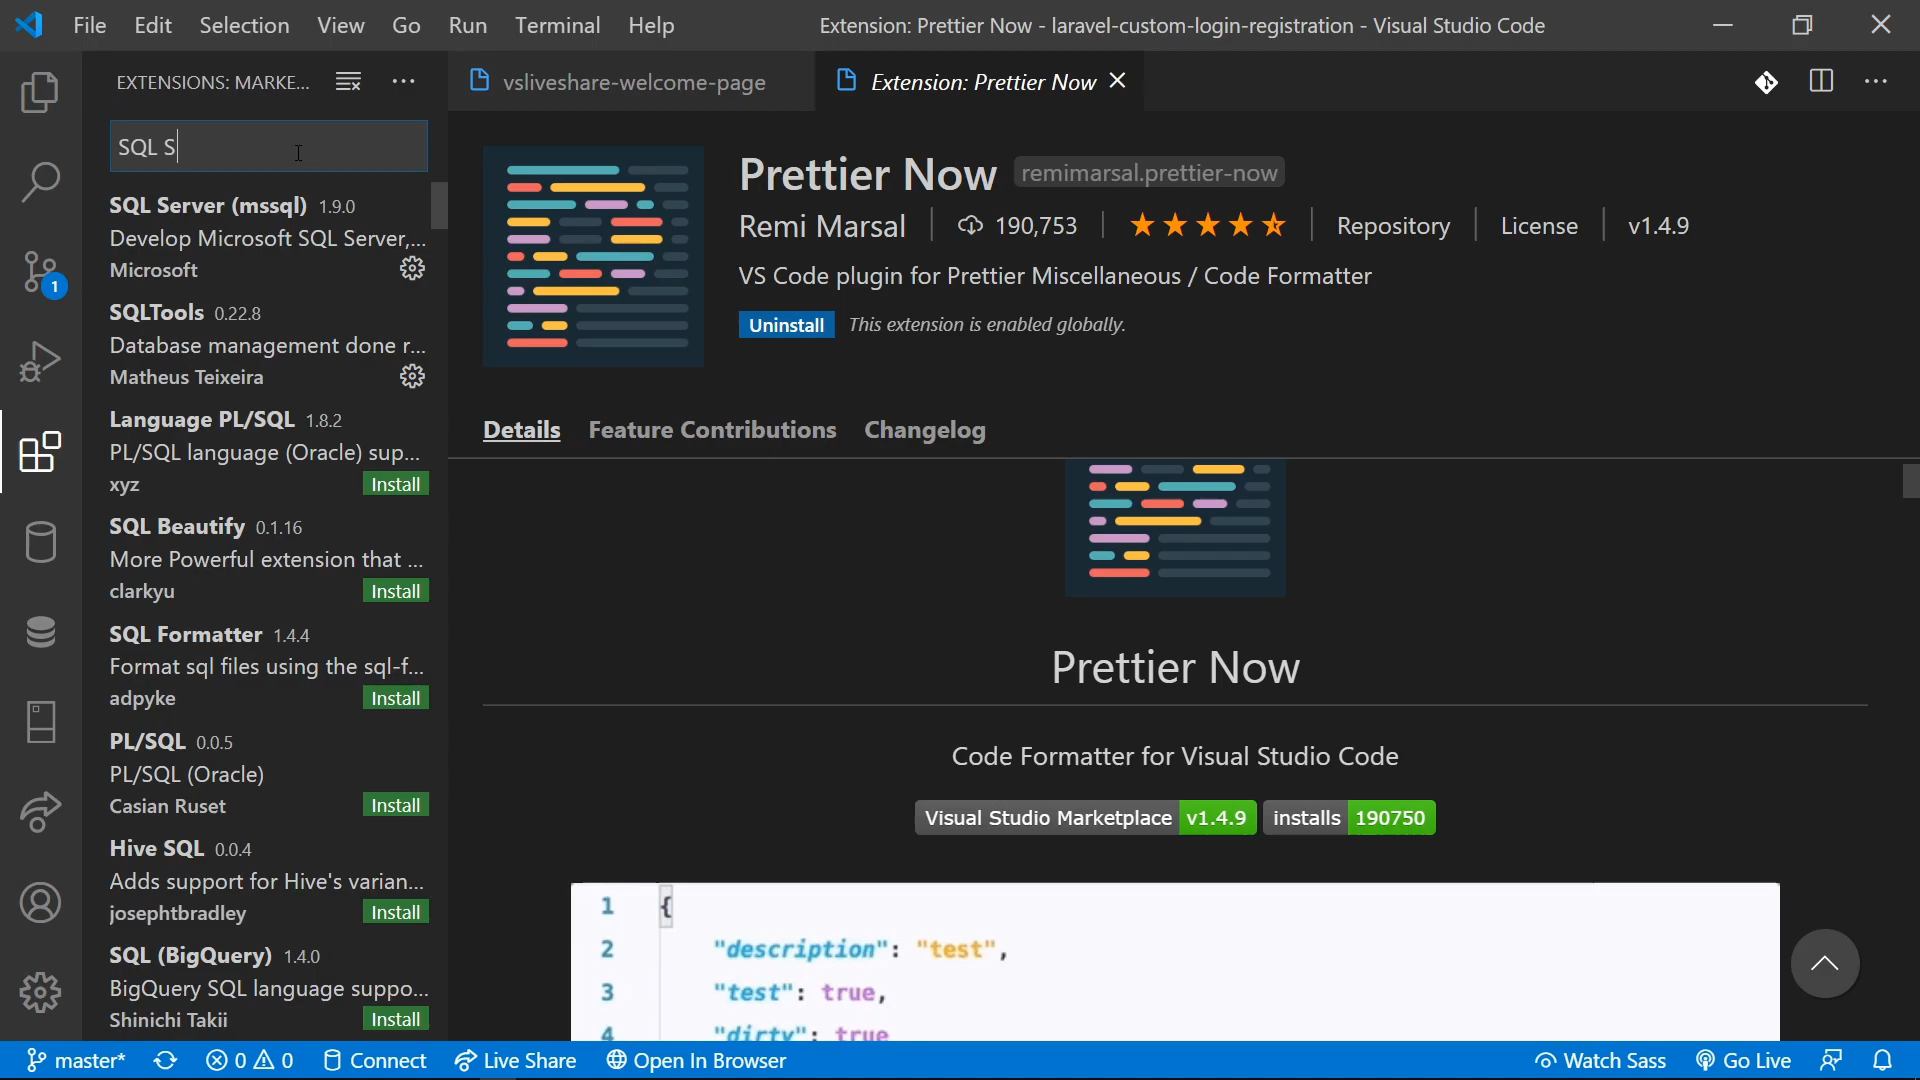 File Edit Selection View Go Run Terminal Help
Extension: Prettier Now - laravel-custom-login-registration - Visual Studio Code
EXTENSIONS: MARKE...
vsliveshare-welcome-page
Extension: Prettier Now
SQL S
SQL Server (mssql) 1.9.0
Develop Microsoft SQL Server,...
Microsoft
SQLTools 0.22.8
Database management done r...
Matheus Teixeira
Language PL/SQL 1.8.2
PL/SQL language (Oracle) sup...
xyz Install
SQL Beautify 0.1.16
More Powerful extension that ...
clarkyu Install
SQL Formatter 1.4.4
Format sql files using the sql-f...
adpyke Install
PL/SQL 0.0.5
PL/SQL (Oracle)
Casian Ruset Install
Hive SQL 0.0.4
Adds support for Hive's varian...
josephtbradley Install
SQL (BigQuery) 1.4.0
BigQuery SQL language suppo...
Shinichi Takii Install
1
Prettier Now remimarsal.prettier-now
Remi Marsal 190,753 Repository License v1.4.9
VS Code plugin for Prettier Miscellaneous / Code Formatter
Uninstall This extension is enabled globally.
Details Feature Contributions Changelog
Prettier Now
Code Formatter for Visual Studio Code
Visual Studio Marketplace v1.4.9 installs 190750
1 {
2 "description": "test",
3 "test": true,
4 "dirty": true
master* 0 0 Connect Live Share Open In Browser Watch Sass Go Live